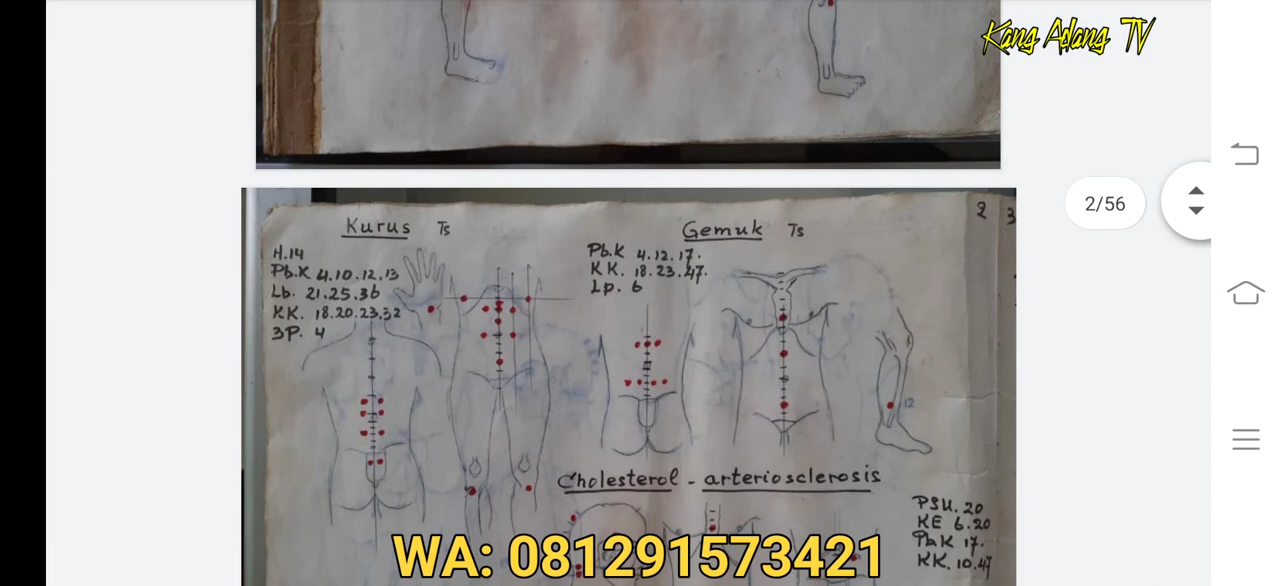 Kang Adang TV
2/56
2 3
Kurus Ts
H.14
Pb.K 4.10.12.13
Lb. 21.25.36
KK. 18.20.23.32
3P. 4
Gemuk Ts
Pb.K 4.12.17.
KK. 18.23.47.
Lp. 6
12
Cholesterol - arteriosclerosis
PSU. 20
KE 6.20
Pbk 17.
KK. 10.47
WA: 081291573421